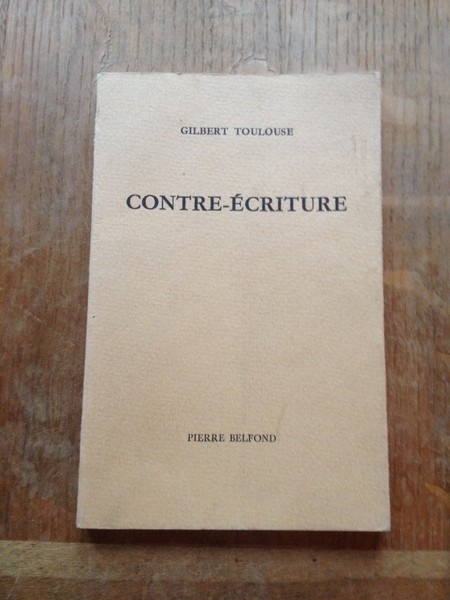 GILBERT TOULOUSE
CONTRE-ÉCRITURE
PIERRE BELFOND